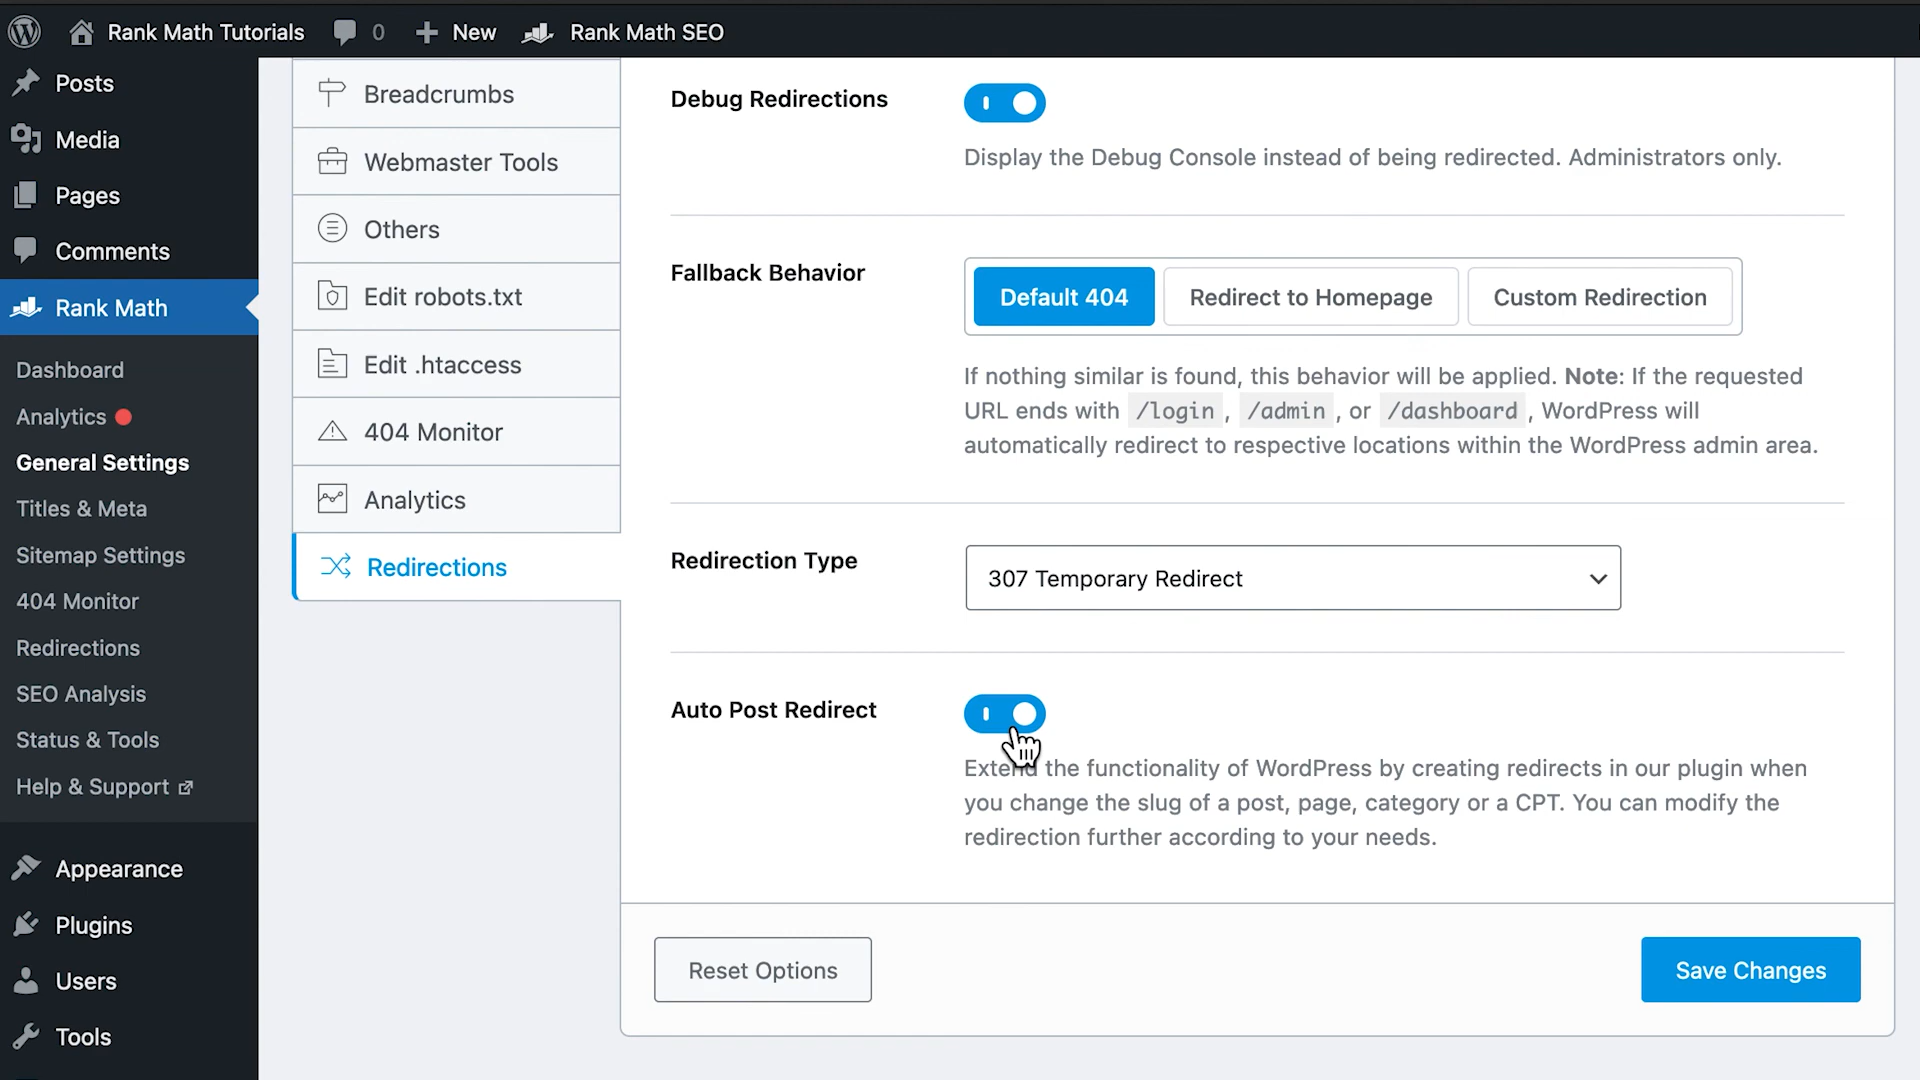 Rank Math Tutorials 0 New Rank Math SEO
Posts
Media
Pages
Comments
Rank Math
Dashboard
Analytics
General Settings
Titles & Meta
Sitemap Settings
404 Monitor
Redirections
SEO Analysis
Status & Tools
Help & Support
Appearance
Plugins
Users
Tools
Breadcrumbs
Webmaster Tools
Others
Edit robots.txt
Edit .htaccess
404 Monitor
Analytics
Redirections
Debug Redirections
Display the Debug Console instead of being redirected. Administrators only.
Fallback Behavior
Default 404 Redirect to Homepage Custom Redirection
If nothing similar is found, this behavior will be applied. Note: If the requested
URL ends with /login , /admin , or /dashboard , WordPress will
automatically redirect to respective locations within the WordPress admin area.
Redirection Type
307 Temporary Redirect
Auto Post Redirect
Extend the functionality of WordPress by creating redirects in our plugin when
you change the slug of a post, page, category or a CPT. You can modify the
redirection further according to your needs.
Reset Options Save Changes